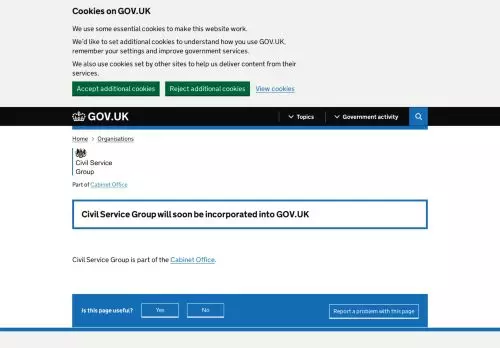 Cookies on GOV.UK
We use some essential cookies to make this website work.
We'd like to set additional cookies to understand how you use GOV.UK,
remember your settings and improve government services.
We also use cookies set by other sites to help us deliver content from their
services.
Accept additional cookies Reject additional cookies View cookies
GOV.UK Topics Government activity
Home Organisations
Civil Service
Group
Part of Cabinet Office
Civil Service Group will soon be incorporated into GOV.UK
Civil Service Group is part of the Cabinet Office.
Is this page useful? Yes No Report a problem with this page